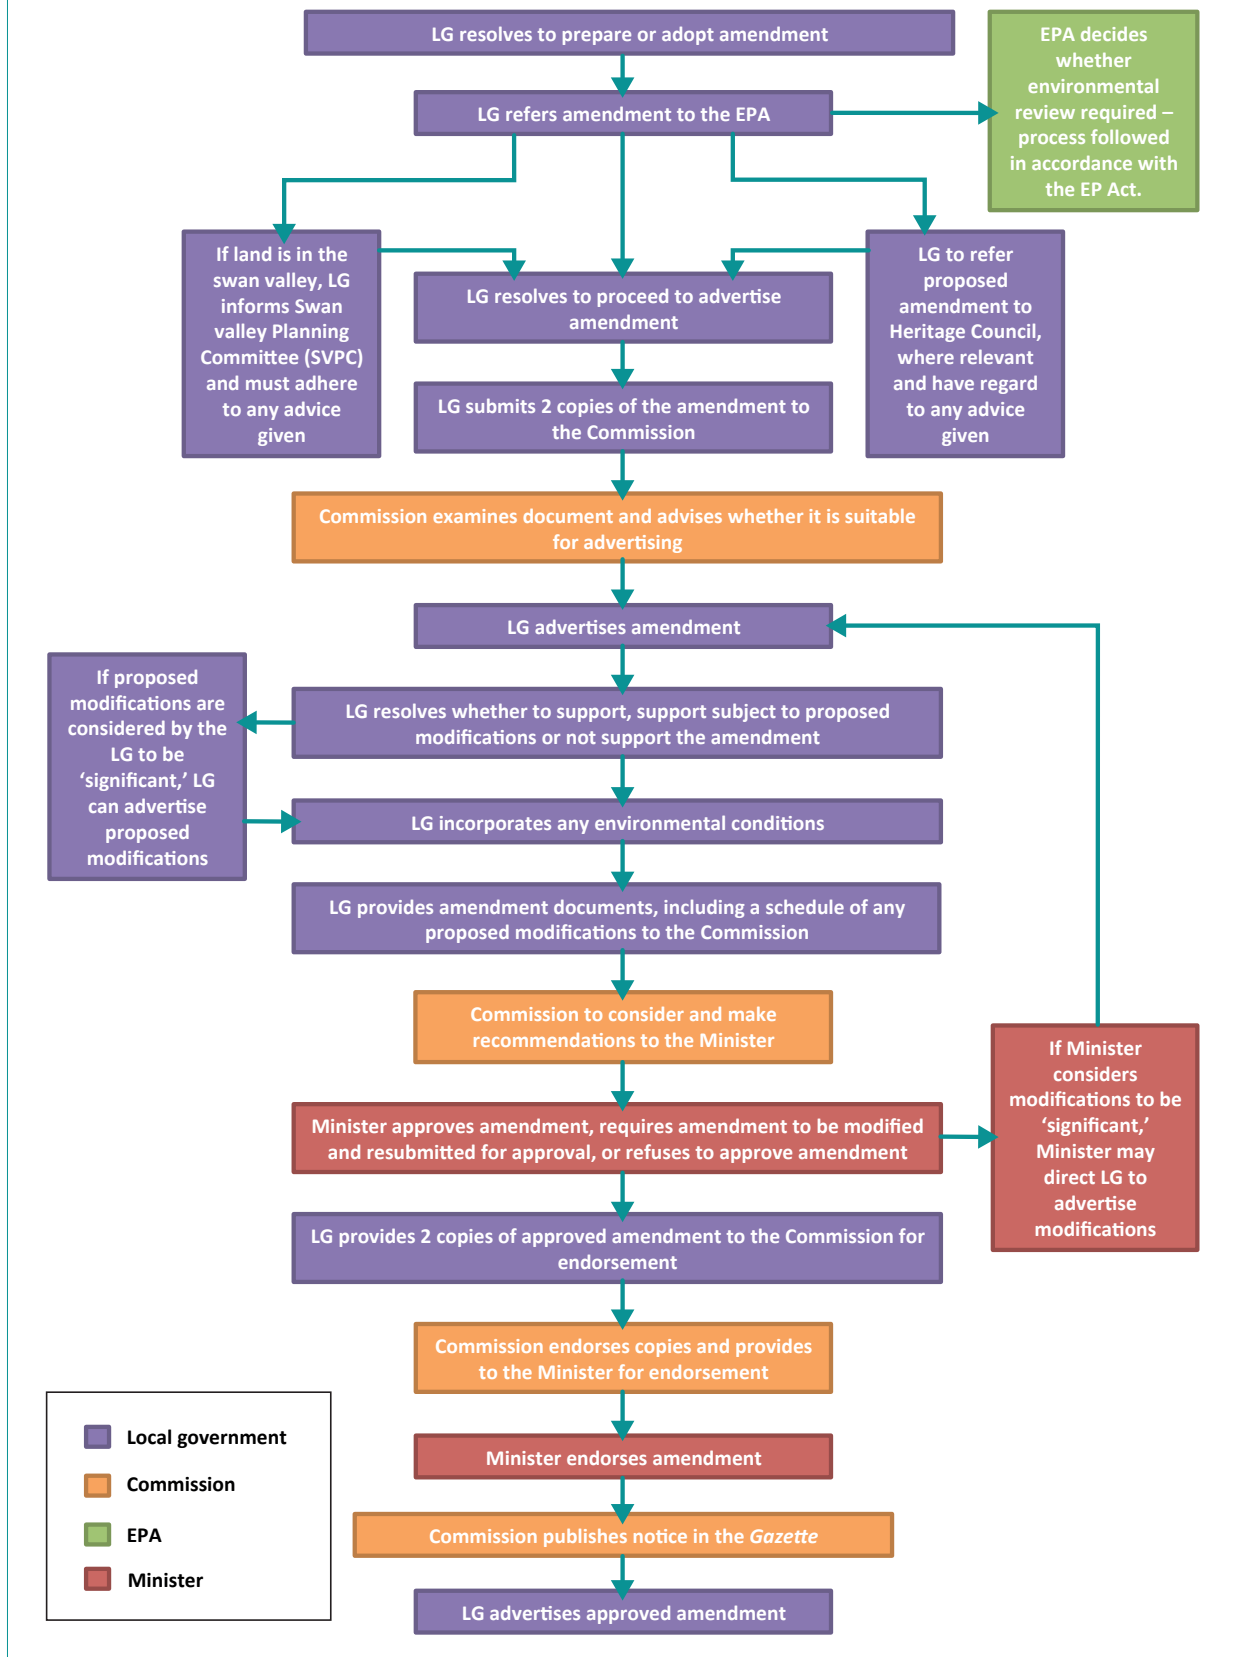 LG resolves to prepare or adopt amendment
EPA decides
whether
environmental
review required –
process followed
in accordance with
the EP Act.
LG refers amendment to the EPA
If land is in the
swan valley, LG
informs Swan
valley Planning
Committee (SVPC)
and must adhere
to any advice
given
LG resolves to proceed to advertise
amendment
LG to refer
proposed
amendment to
Heritage Council,
where relevant
and have regard
to any advice
given
LG submits 2 copies of the amendment to
the Commission
Commission examines document and advises whether it is suitable
for advertising
LG advertises amendment
If proposed
modifications are
considered by the
LG to be
‘significant,’ LG
can advertise
proposed
modifications
LG resolves whether to support, support subject to proposed
modifications or not support the amendment
LG incorporates any environmental conditions
LG provides amendment documents, including a schedule of any
proposed modifications to the Commission
Commission to consider and make
recommendations to the Minister
Minister approves amendment, requires amendment to be modified
and resubmitted for approval, or refuses to approve amendment
If Minister
considers
modifications to be
‘significant,’
Minister may
direct LG to
advertise
modifications
LG provides 2 copies of approved amendment to the Commission for
endorsement
Commission endorses copies and provides
to the Minister for endorsement
Minister endorses amendment
Commission publishes notice in the Gazette
LG advertises approved amendment
Local government
Commission
EPA
Minister